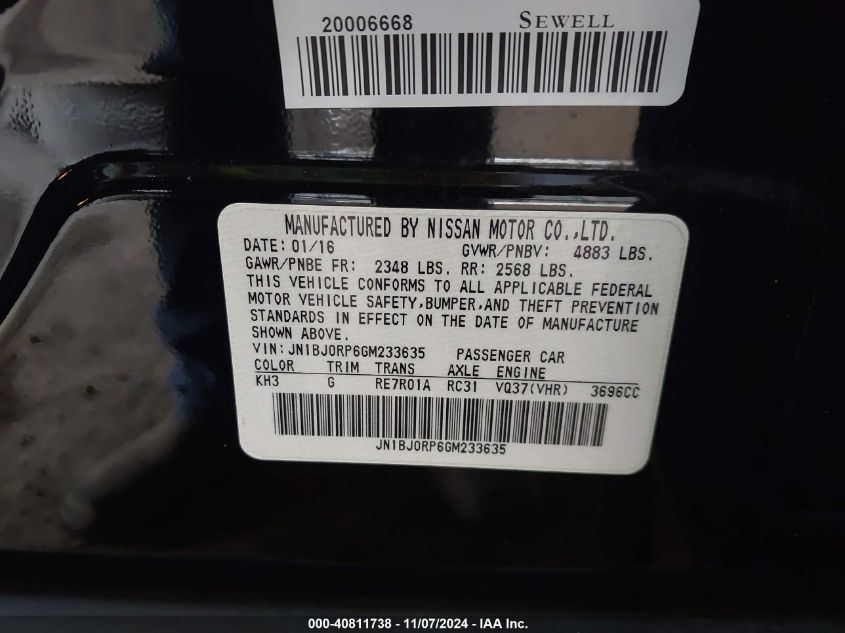 20006668 SEWELL
MANUFACTURED BY NISSAN MOTOR CO.,LTD.
DATE: 01/16 GVWR/PNBV: 4883 LBS.
GAWR/PNBE FR: 2348 LBS. RR: 2568 LBS.
THIS VEHICLE CONFORMS TO ALL APPLICABLE FEDERAL
MOTOR VEHICLE SAFETY,BUMPER,AND THEFT PREVENTION
STANDARDS IN EFFECT ON THE DATE OF MANUFACTURE
SHOWN ABOVE.
VIN: JN1BJ0RP6GM233635 PASSENGER CAR
COLOR TRIM TRANS AXLE ENGINE
KH3 G RE7R01A RC31 VQ37(VHR) 3696CC
JN1BJ0RP6GM233635
000-40811738 - 11/07/2024 - IAA Inc.